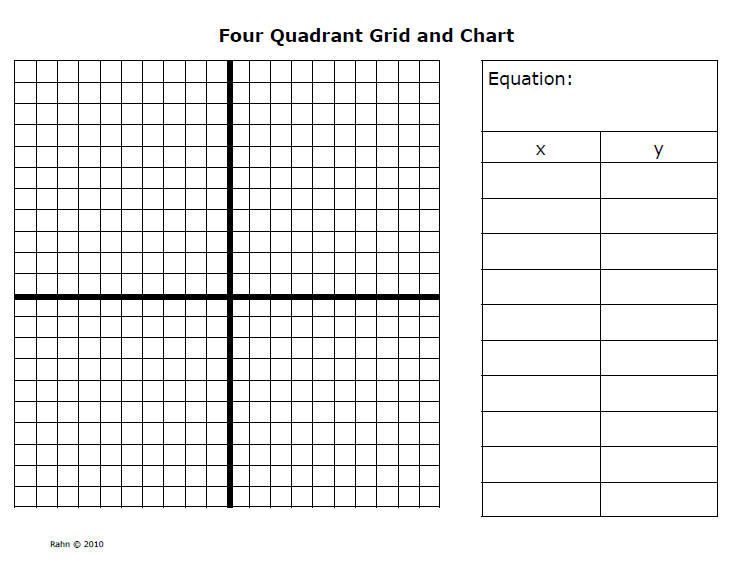 Four Quadrant Grid and Chart
Equation:
x y
Rahn © 2010